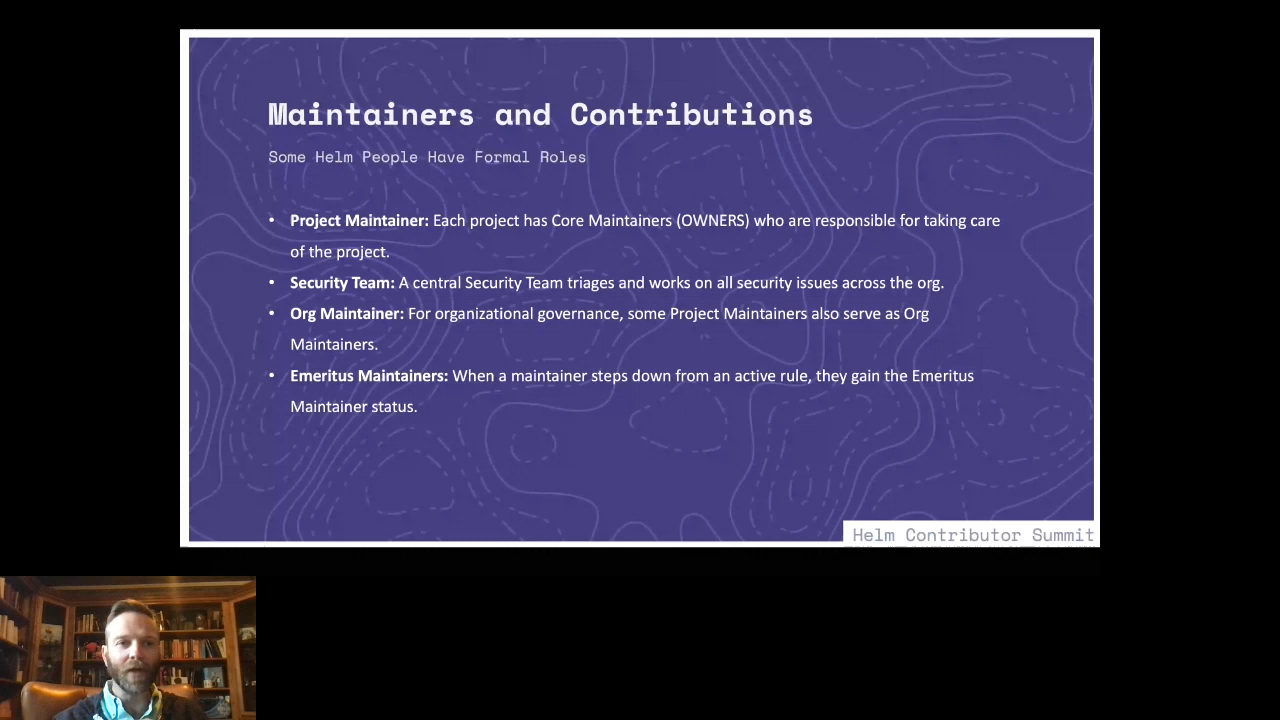 Maintainers and Contributions
Some Helm People Have Formal Roles
• Project Maintainer: Each project has Core Maintainers (OWNERS) who are responsible for taking care
of the project.
• Security Team: A central Security Team triages and works on all security issues across the org.
• Org Maintainer: For organizational governance, some Project Maintainers also serve as Org
Maintainers.
• Emeritus Maintainers: When a maintainer steps down from an active rule, they gain the Emeritus
Maintainer status.
Helm Contributor Summit